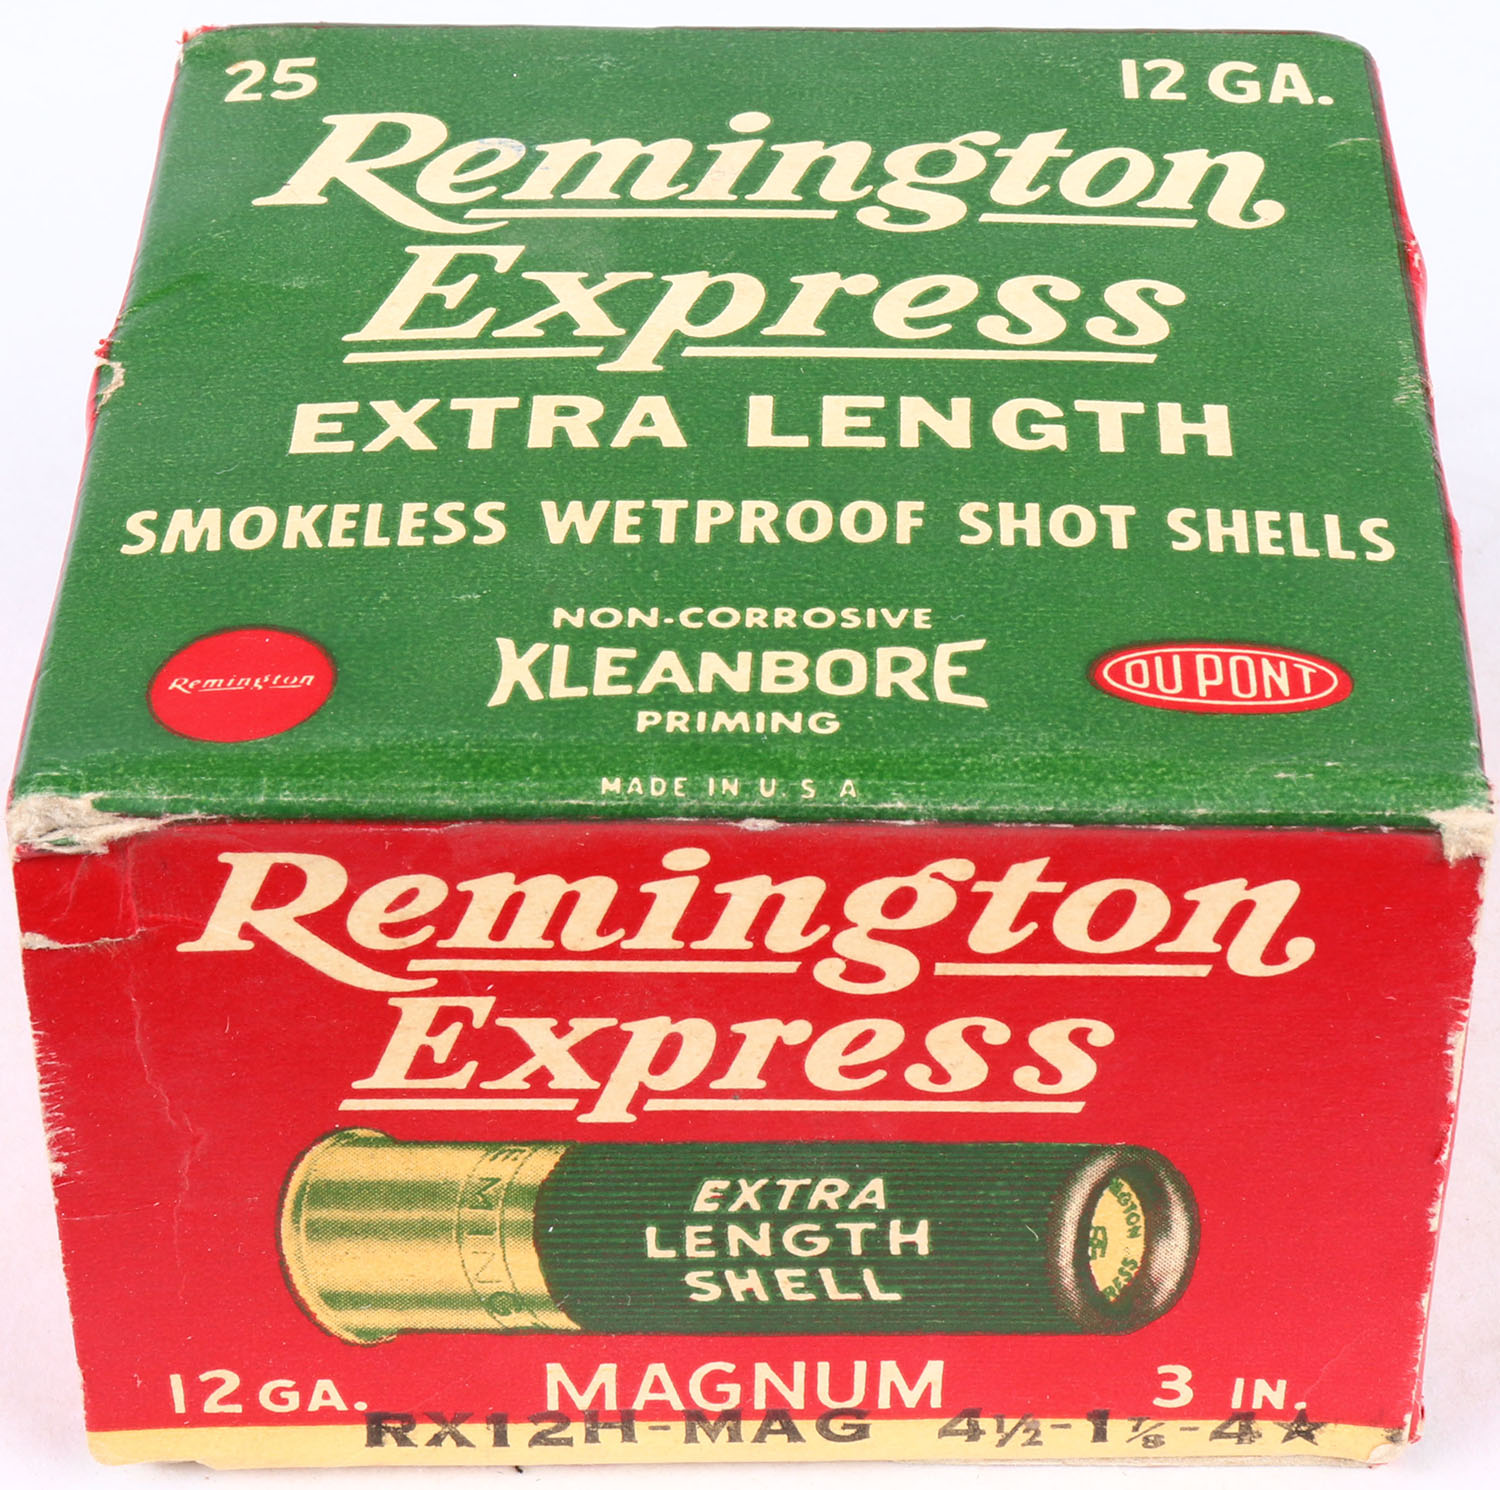 25 12 GA.
Remington
Express
EXTRA LENGTH
SMOKELESS WETPROOF SHOT SHELLS
NON-CORROSIVE
Remington KLEANBORE DU PONT
PRIMING
MADE IN U. S A
Remington
Express
EXTRA
LENGTH
SHELL
12 GA. MAGNUM 3 IN.
RX12H-MAG 4½-1⅞-4★